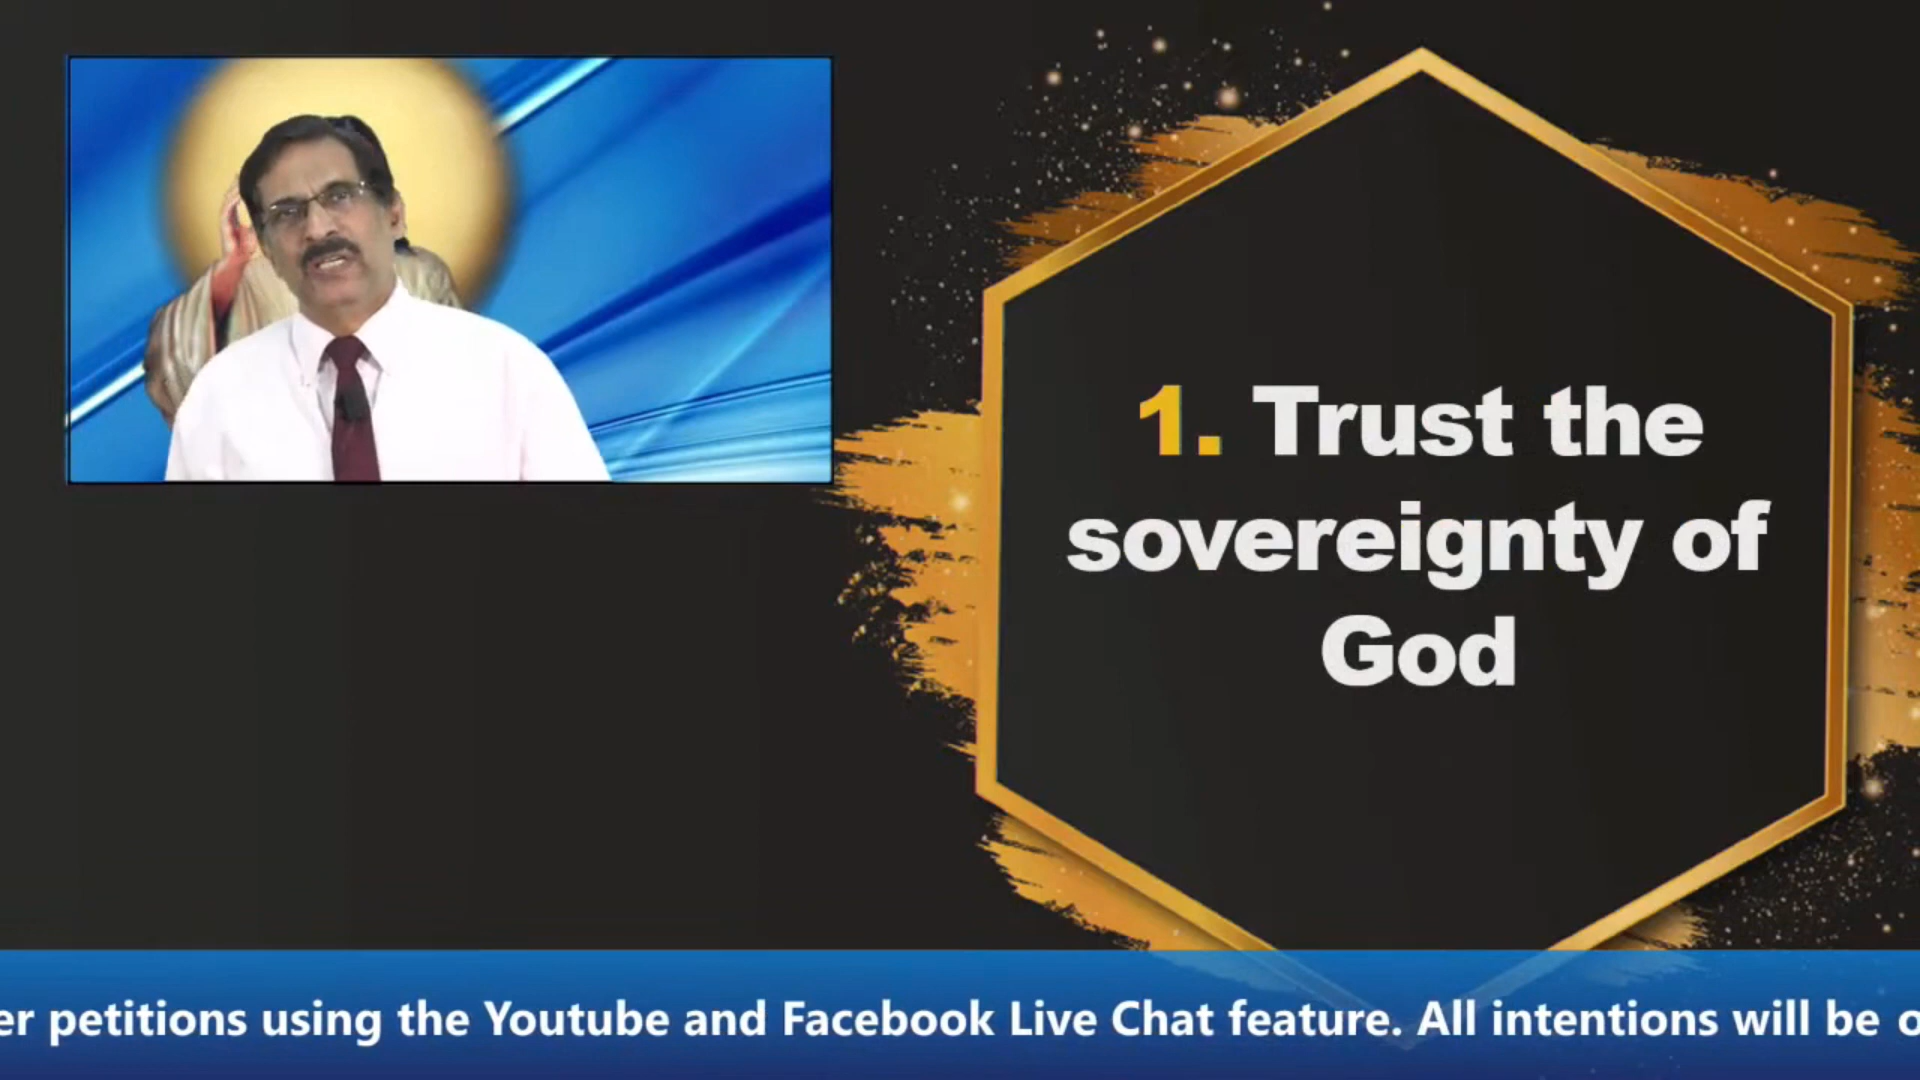 1. Trust the
sovereignty of
God
petitions using the Youtube and Facebook Live Chat feature. All intentions will be